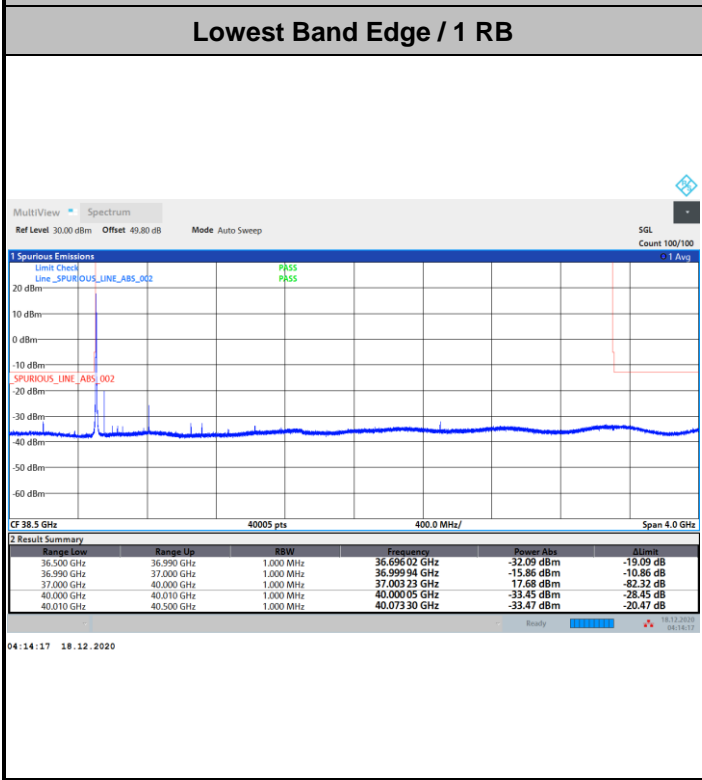 Lowest Band Edge / 1 RB
MultiView Spectrum
Ref Level 30.00 dBm Offset 49.80 dB Mode Auto Sweep SGL
Count 100/100
1 Spurious Emissions 1 Avg
Limit Check PASS
Line _SPURIOUS_LINE_ABS_002 PASS
20 dBm
10 dBm
0 dBm
-10 dBm
_SPURIOUS_LINE_ABS_002
-20 dBm
-30 dBm
-40 dBm
-50 dBm
-60 dBm
CF 38.5 GHz 40005 pts 400.0 MHz/ Span 4.0 GHz
2 Result Summary
Range Low Range Up RBW Frequency Power Abs ΔLimit
36.500 GHz 36.990 GHz 1.000 MHz 36.696 02 GHz -32.09 dBm -19.09 dB
36.990 GHz 37.000 GHz 1.000 MHz 36.999 94 GHz -15.86 dBm -10.86 dB
37.000 GHz 40.000 GHz 1.000 MHz 37.003 23 GHz 17.68 dBm -82.32 dB
40.000 GHz 40.010 GHz 1.000 MHz 40.000 05 GHz -33.45 dBm -28.45 dB
40.010 GHz 40.500 GHz 1.000 MHz 40.073 30 GHz -33.47 dBm -20.47 dB
Ready 18.12.2020
04:14:17
04:14:17 18.12.2020